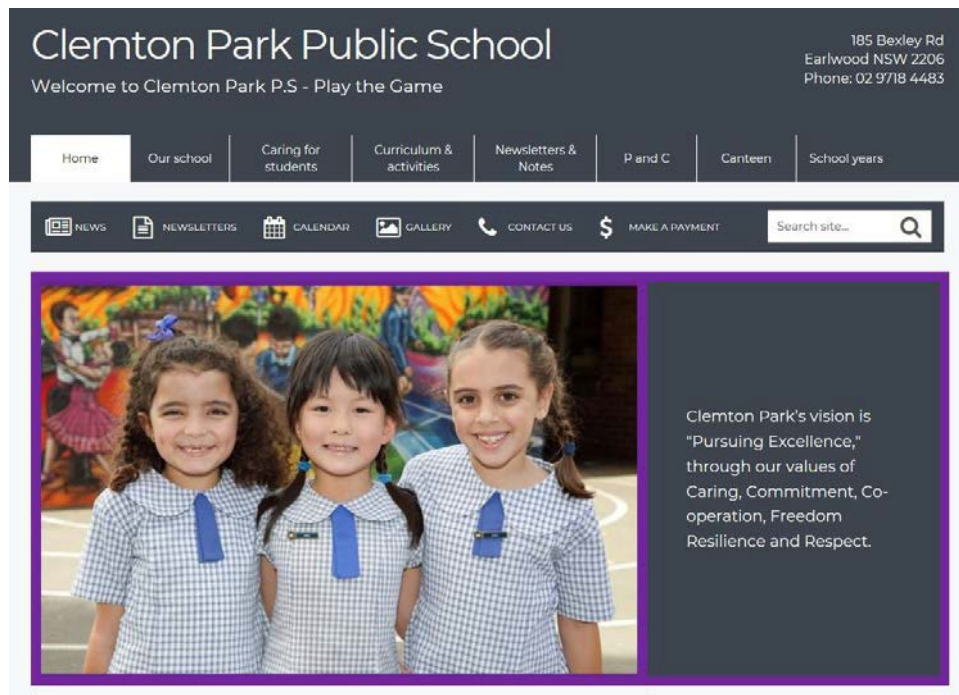 Clemton Park Public School
Welcome to Clemton Park P.S - Play the Game
185 Bexley Rd
Earlwood NSW 2206
Phone: 02 9718 4483
Home
Our school
Caring for
students
Curriculum &
activities
Newsletters &
Notes
P and C
Canteen
School years
NEWS
NEWSLETTERS
CALENDAR
GALLERY
CONTACT US
$ MAKE A PAYMENT
Search site...
Clemton Park's vision is
"Pursuing Excellence,"
through our values of
Caring, Commitment, Co-
operation, Freedom
Resilience and Respect.